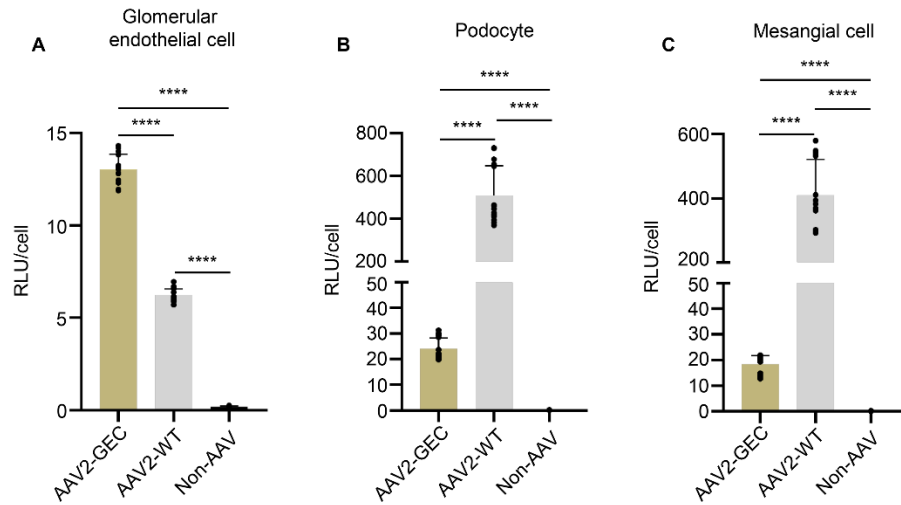 A
Glomerular
endothelial cell
****
****
****
15
10
5
0
RLU/cell
AAV2-GEC
AAV2-WT
Non-AAV
B
Podocyte
****
****
****
800
600
400
200
50
40
30
20
10
0
RLU/cell
AAV2-GEC
AAV2-WT
Non-AAV
C
Mesangial cell
****
****
****
600
400
200
50
40
30
20
10
0
RLU/cell
AAV2-GEC
AAV2-WT
Non-AAV